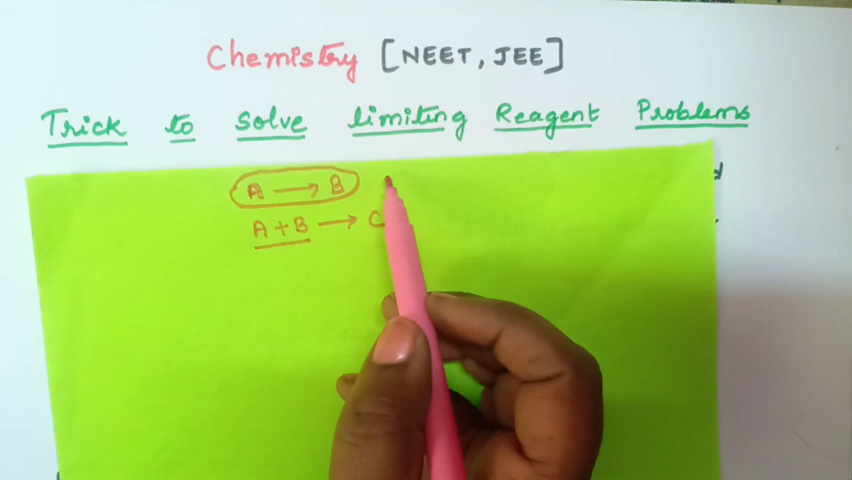 Chemistry [NEET, JEE]
Trick to solve limiting Reagent Problems
A → B
A + B → C